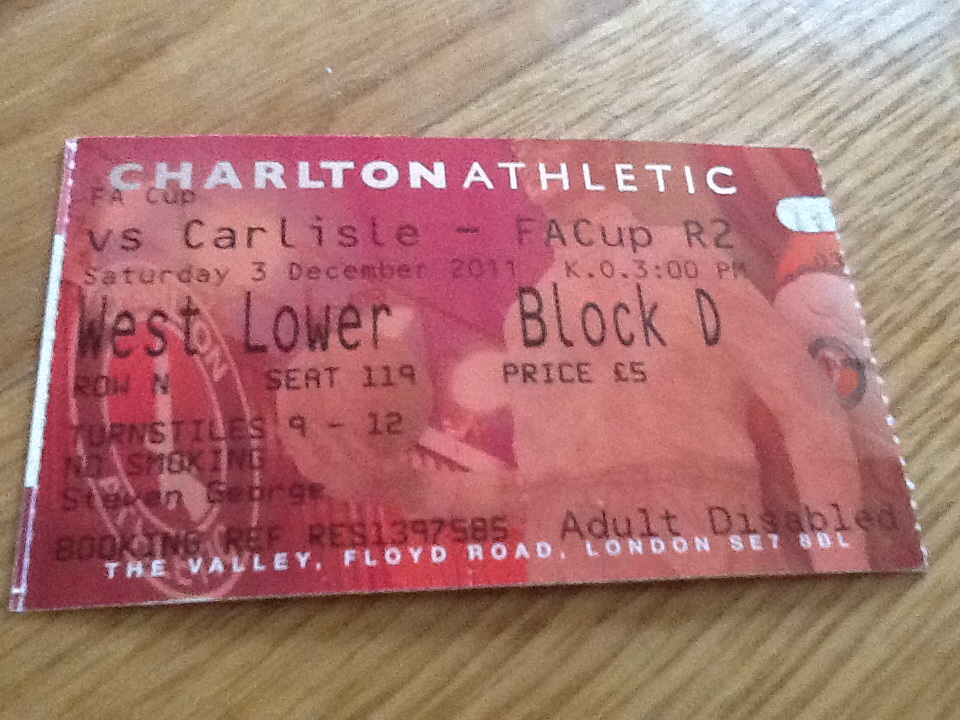 CHARLTON ATHLETIC
FA Cup
vs Carlisle - FACup R2
Saturday 3 December 2011 K.O.3:00 PM
West Lower Block D
ROW N SEAT 119 PRICE £5
TURNSTILES 9 - 12
NO SMOKING
Steven George
BOOKING REF RES1397585 Adult Disabled
THE VALLEY, FLOYD ROAD, LONDON SE7 8BL